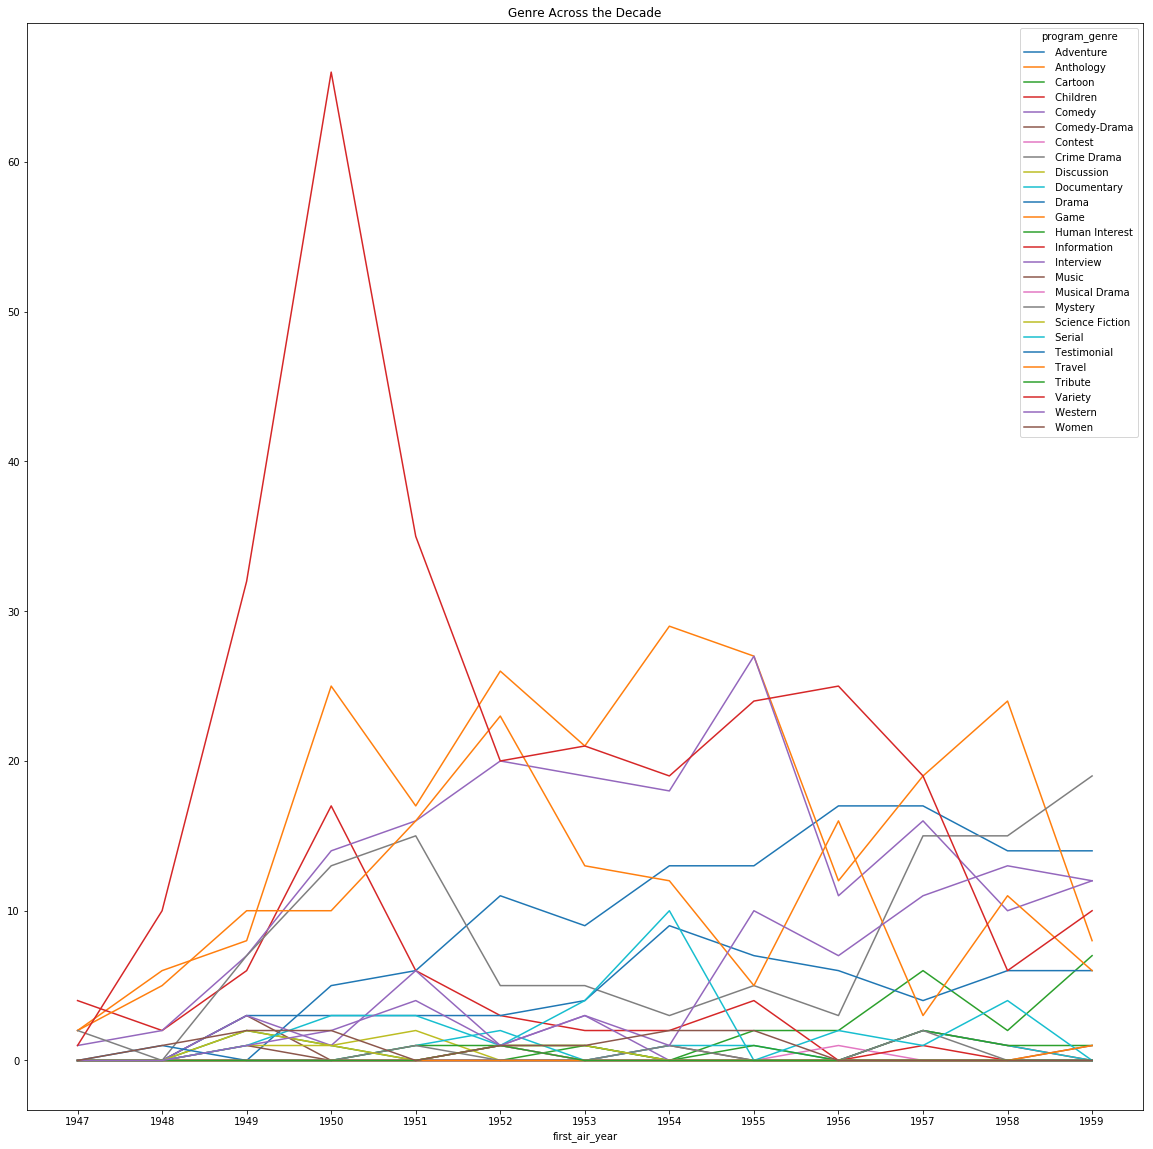 Genre Across the Decade
program_genre
Adventure
Anthology
Cartoon
Children
Comedy
Comedy-Drama
Contest
Crime Drama
Discussion
Documentary
Drama
Game
Human Interest
Information
Interview
Music
Musical Drama
Mystery
Science Fiction
Serial
Testimonial
Travel
Tribute
Variety
Western
Women
60
50
40
30
20
10
0
1947 1948 1949 1950 1951 1952 1953 1954 1955 1956 1957 1958 1959
first_air_year